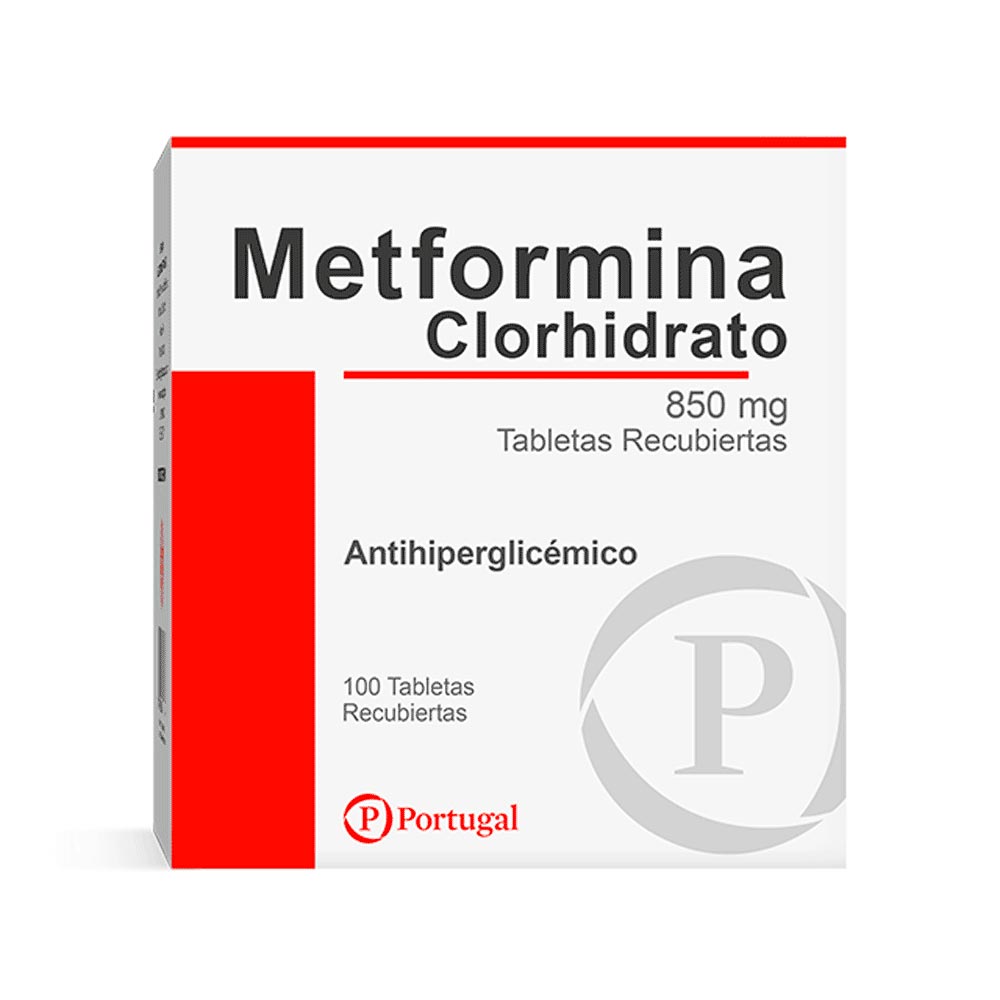 Metformina
Clorhidrato
850 mg
Tabletas Recubiertas
Antihiperglicémico
100 Tabletas
Recubiertas
P Portugal
P